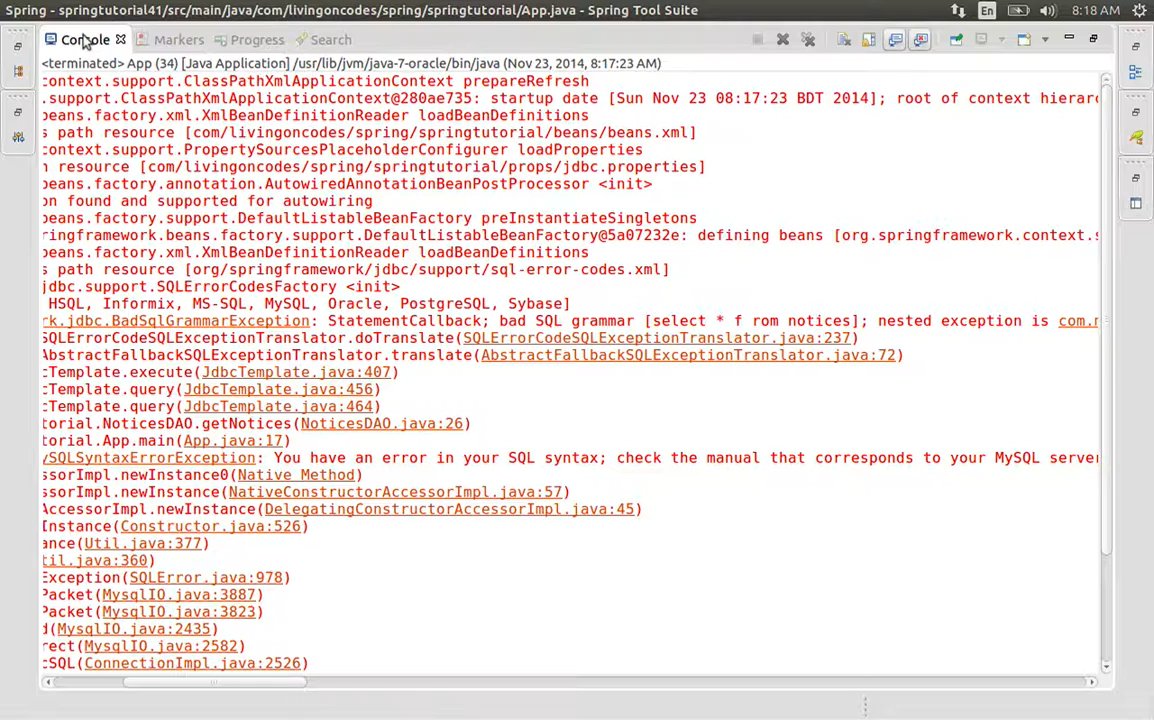 Spring - springtutorial41/src/main/java/com/livingoncodes/spring/springtutorial/App.java - Spring Tool Suite
En
8:18 AM
Console
Markers
Progress
Search
<terminated> App (34) [Java Application] /usr/lib/jvm/java-7-oracle/bin/java (Nov 23, 2014, 8:17:23 AM)
context.support.ClassPathXmlApplicationContext prepareRefresh
.support.ClassPathXmlApplicationContext@280ae735: startup date [Sun Nov 23 08:17:23 BDT 2014]; root of context hierar
beans.factory.xml.XmlBeanDefinitionReader loadBeanDefinitions
s path resource [com/livingoncodes/spring/springtutorial/beans/beans.xml]
context.support.PropertySourcesPlaceholderConfigurer loadProperties
n resource [com/livingoncodes/spring/springtutorial/props/jdbc.properties]
beans.factory.annotation.AutowiredAnnotationBeanPostProcessor <init>
on found and supported for autowiring
beans.factory.support.DefaultListableBeanFactory preInstantiateSingletons
ringframework.beans.factory.support.DefaultListableBeanFactory@5a07232e: defining beans [org.springframework.context.s
beans.factory.xml.XmlBeanDefinitionReader loadBeanDefinitions
s path resource [org/springframework/jdbc/support/sql-error-codes.xml]
jdbc.support.SQLErrorCodesFactory <init>
HSQL, Informix, MS-SQL, MySQL, Oracle, PostgreSQL, Sybase]
rk.jdbc.BadSqlGrammarException: StatementCallback; bad SQL grammar [select * f rom notices]; nested exception is com.m
SQLErrorCodeSQLExceptionTranslator.doTranslate(SQLErrorCodeSQLExceptionTranslator.java:237)
AbstractFallbackSQLExceptionTranslator.translate(AbstractFallbackSQLExceptionTranslator.java:72)
cTemplate.execute(JdbcTemplate.java:407)
cTemplate.query(JdbcTemplate.java:456)
cTemplate.query(JdbcTemplate.java:464)
torial.NoticesDAO.getNotices(NoticesDAO.java:26)
torial.App.main(App.java:17)
ySQLSyntaxErrorException: You have an error in your SQL syntax; check the manual that corresponds to your MySQL server
ssorImpl.newInstance0(Native Method)
ssorImpl.newInstance(NativeConstructorAccessorImpl.java:57)
AccessorImpl.newInstance(DelegatingConstructorAccessorImpl.java:45)
Instance(Constructor.java:526)
ance(Util.java:377)
til.java:360)
Exception(SQLError.java:978)
Packet(MysqlIO.java:3887)
Packet(MysqlIO.java:3823)
d(MysqlIO.java:2435)
rect(MysqlIO.java:2582)
cSQL(ConnectionImpl.java:2526)